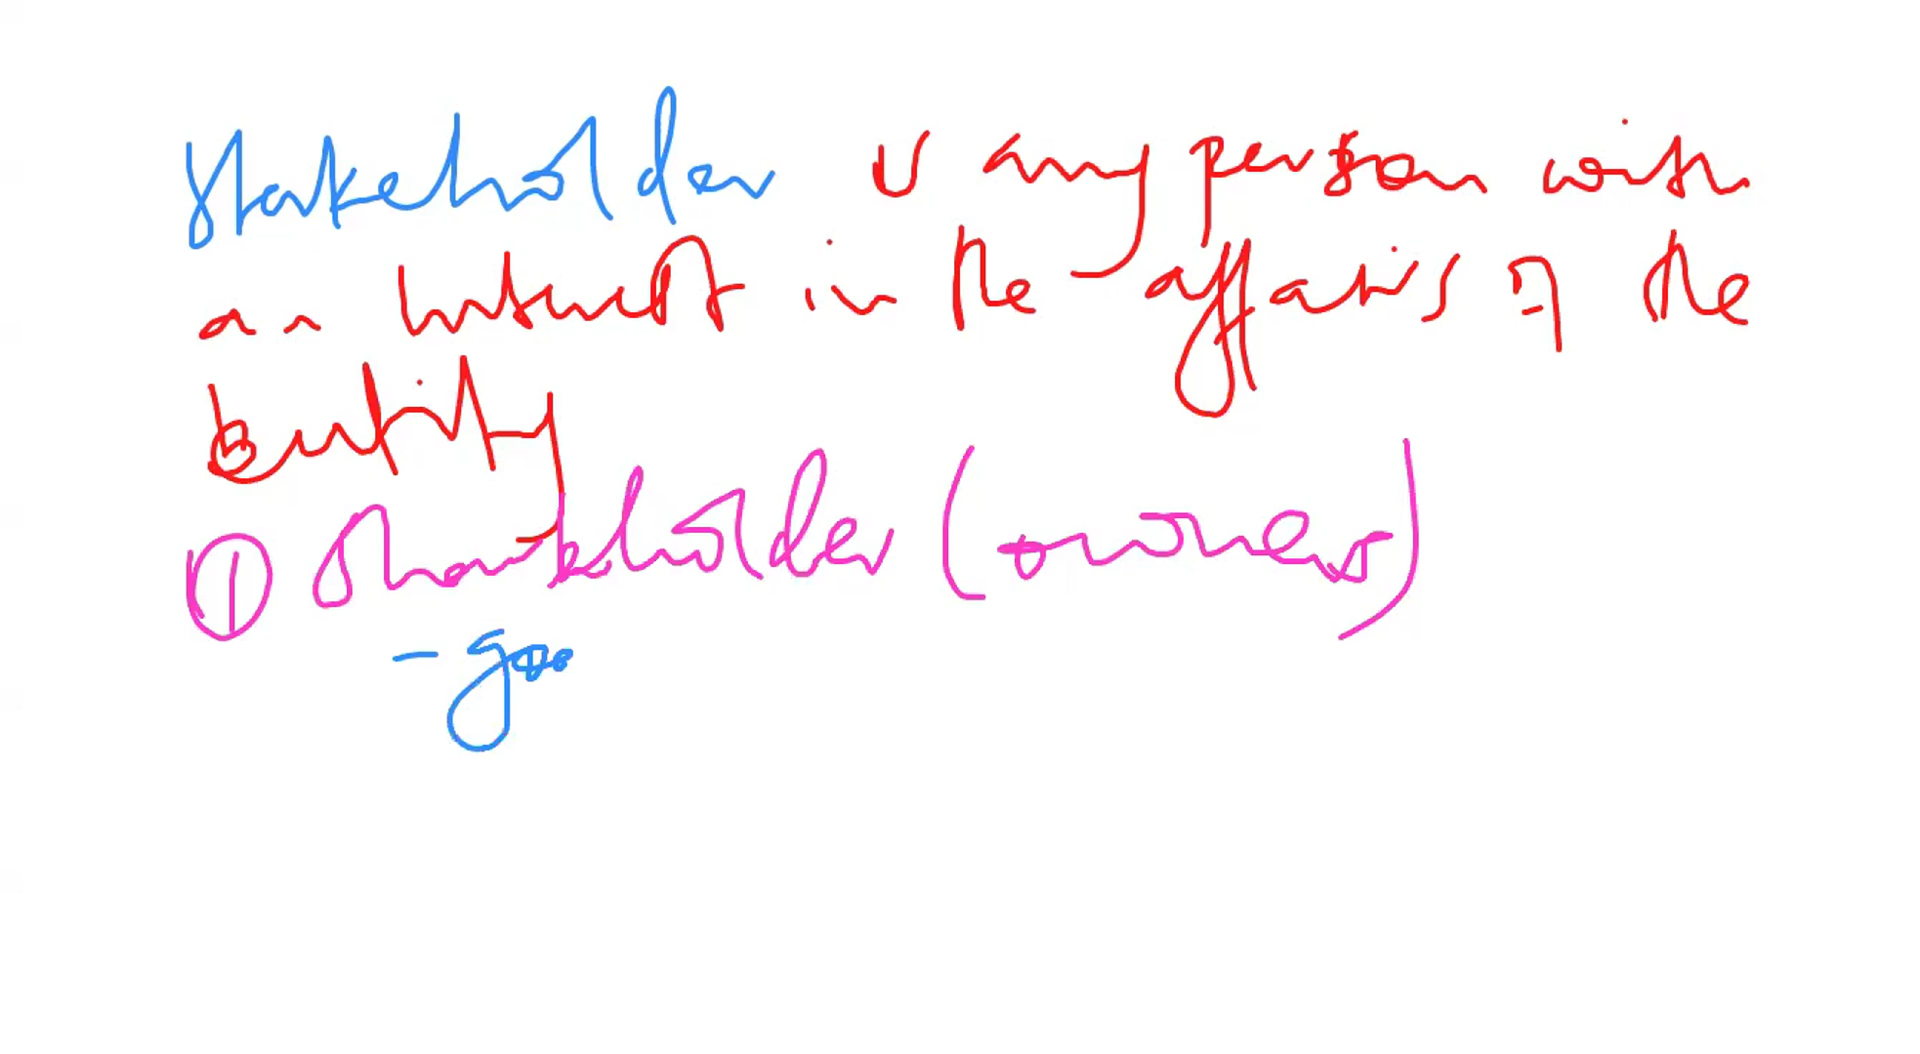 Stakeholder is any person with
an interest in the affairs of the
Entity
① Shareholder (owners)
- goo